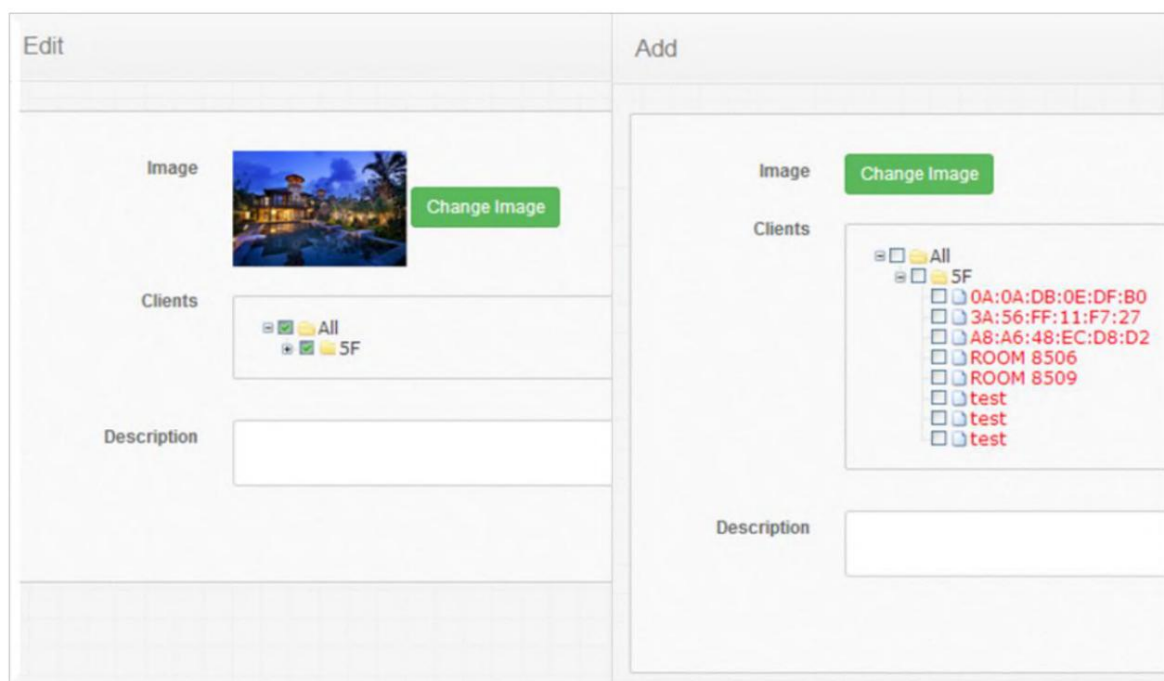 Edit
Image
Change Image
Clients
All
5F
Description
Add
Image
Change Image
Clients
All
5F
0A:0A:DB:0E:DF:B0
3A:56:FF:11:F7:27
A8:A6:48:EC:D8:D2
ROOM 8506
ROOM 8509
test
test
test
Description